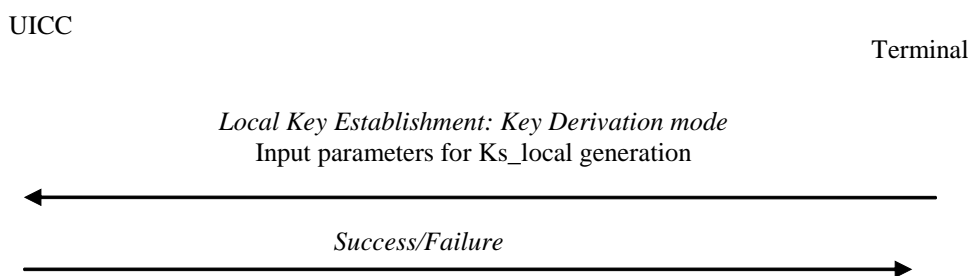 UICC
Terminal
Local Key Establishment: Key Derivation mode
Input parameters for Ks_local generation
Success/Failure